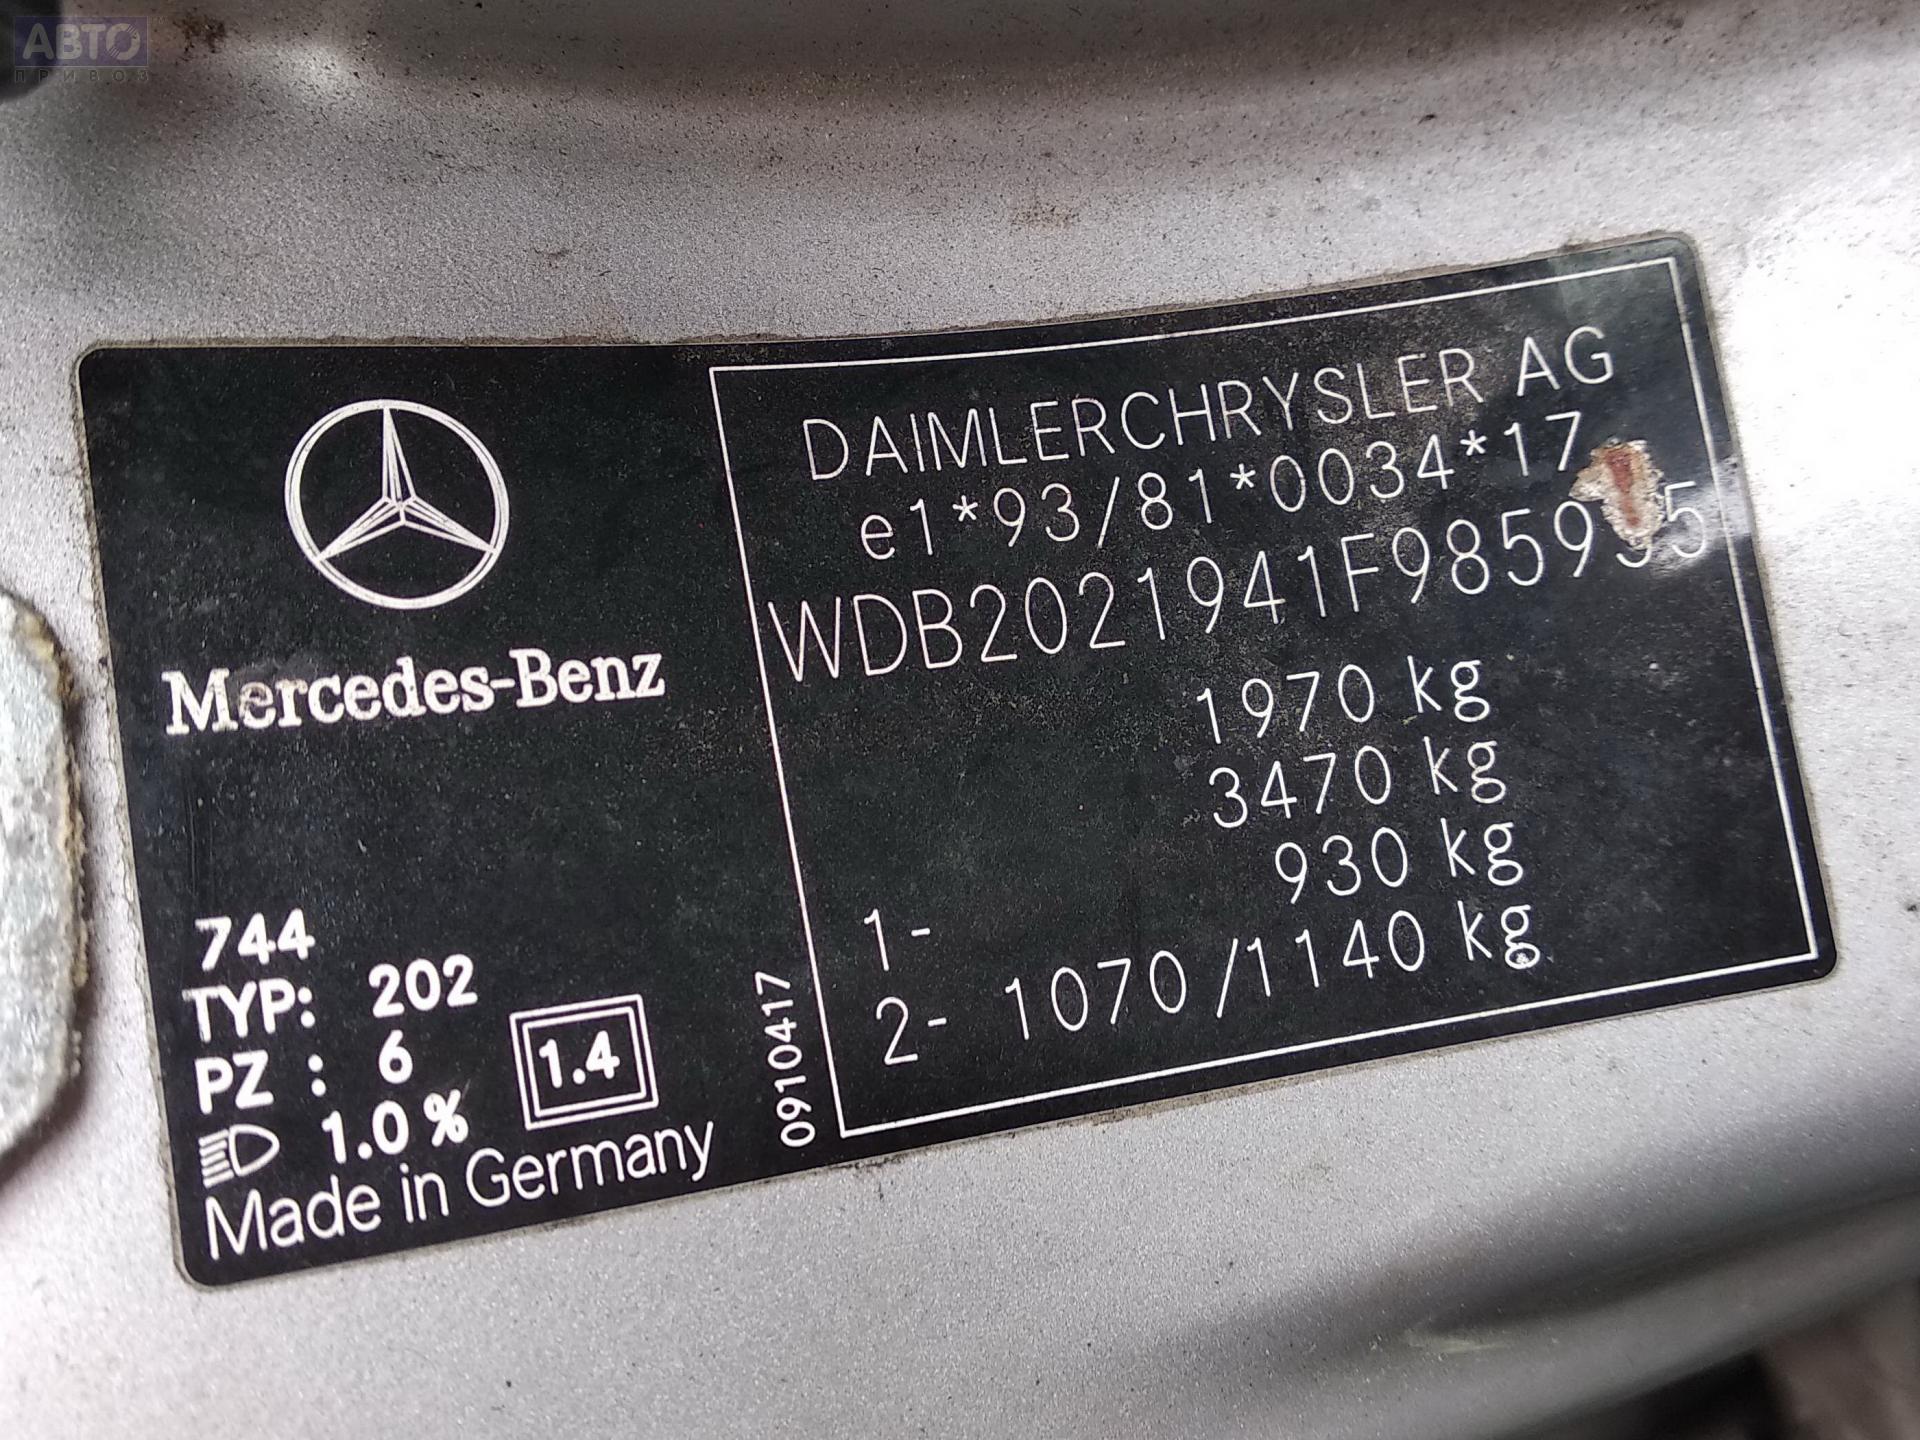 АВТО
ПРИВОЗ
Mercedes-Benz
744
TYP: 202
PZ : 6
1.0 %
1.4
Made in Germany
0910417
DAIMLERCHRYSLER AG
e1*93/81*0034*17
1970 kg
3470 kg
930 kg
1-
2- 1070/1140 kg